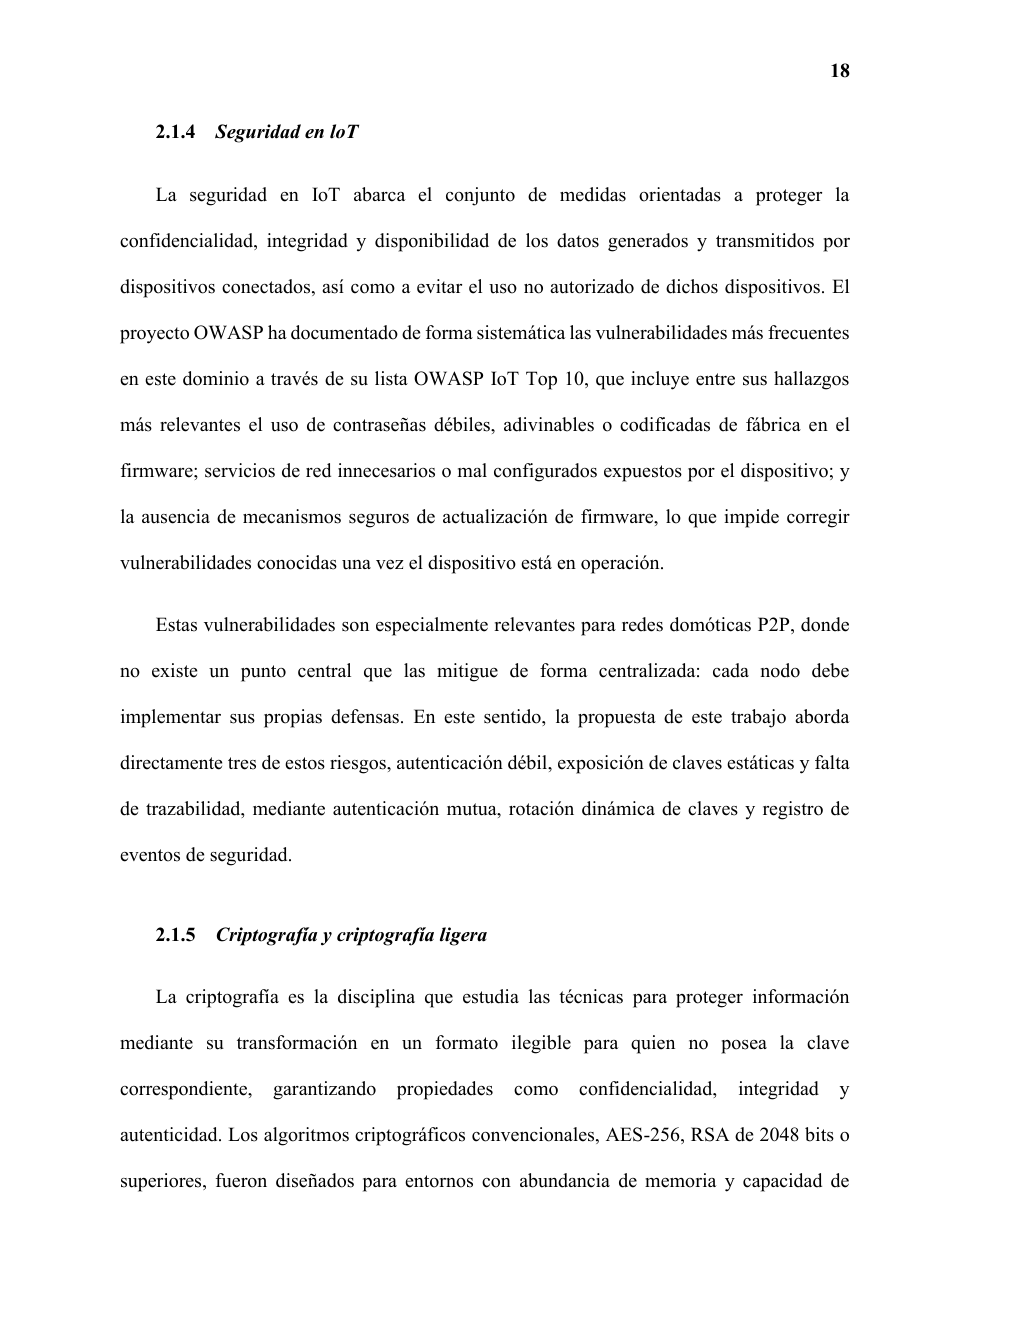 18
2.1.4 Seguridad en loT
La seguridad en IoT abarca el conjunto de medidas orientadas a proteger la
confidencialidad, integridad y disponibilidad de los datos generados y transmitidos por
dispositivos conectados, así como a evitar el uso no autorizado de dichos dispositivos. El
proyecto OWASP ha documentado de forma sistemática las vulnerabilidades más frecuentes
en este dominio a través de su lista OWASP IoT Top 10, que incluye entre sus hallazgos
más relevantes el uso de contraseñas débiles, adivinables o codificadas de fábrica en el
firmware; servicios de red innecesarios o mal configurados expuestos por el dispositivo; y
la ausencia de mecanismos seguros de actualización de firmware, lo que impide corregir
vulnerabilidades conocidas una vez el dispositivo está en operación.
Estas vulnerabilidades son especialmente relevantes para redes domóticas P2P, donde
no existe un punto central que las mitigue de forma centralizada: cada nodo debe
implementar sus propias defensas. En este sentido, la propuesta de este trabajo aborda
directamente tres de estos riesgos, autenticación débil, exposición de claves estáticas y falta
de trazabilidad, mediante autenticación mutua, rotación dinámica de claves y registro de
eventos de seguridad.
2.1.5 Criptografía y criptografía ligera
La criptografía es la disciplina que estudia las técnicas para proteger información
mediante su transformación en un formato ilegible para quien no posea la clave
correspondiente, garantizando propiedades como confidencialidad, integridad y
autenticidad. Los algoritmos criptográficos convencionales, AES-256, RSA de 2048 bits o
superiores, fueron diseñados para entornos con abundancia de memoria y capacidad de